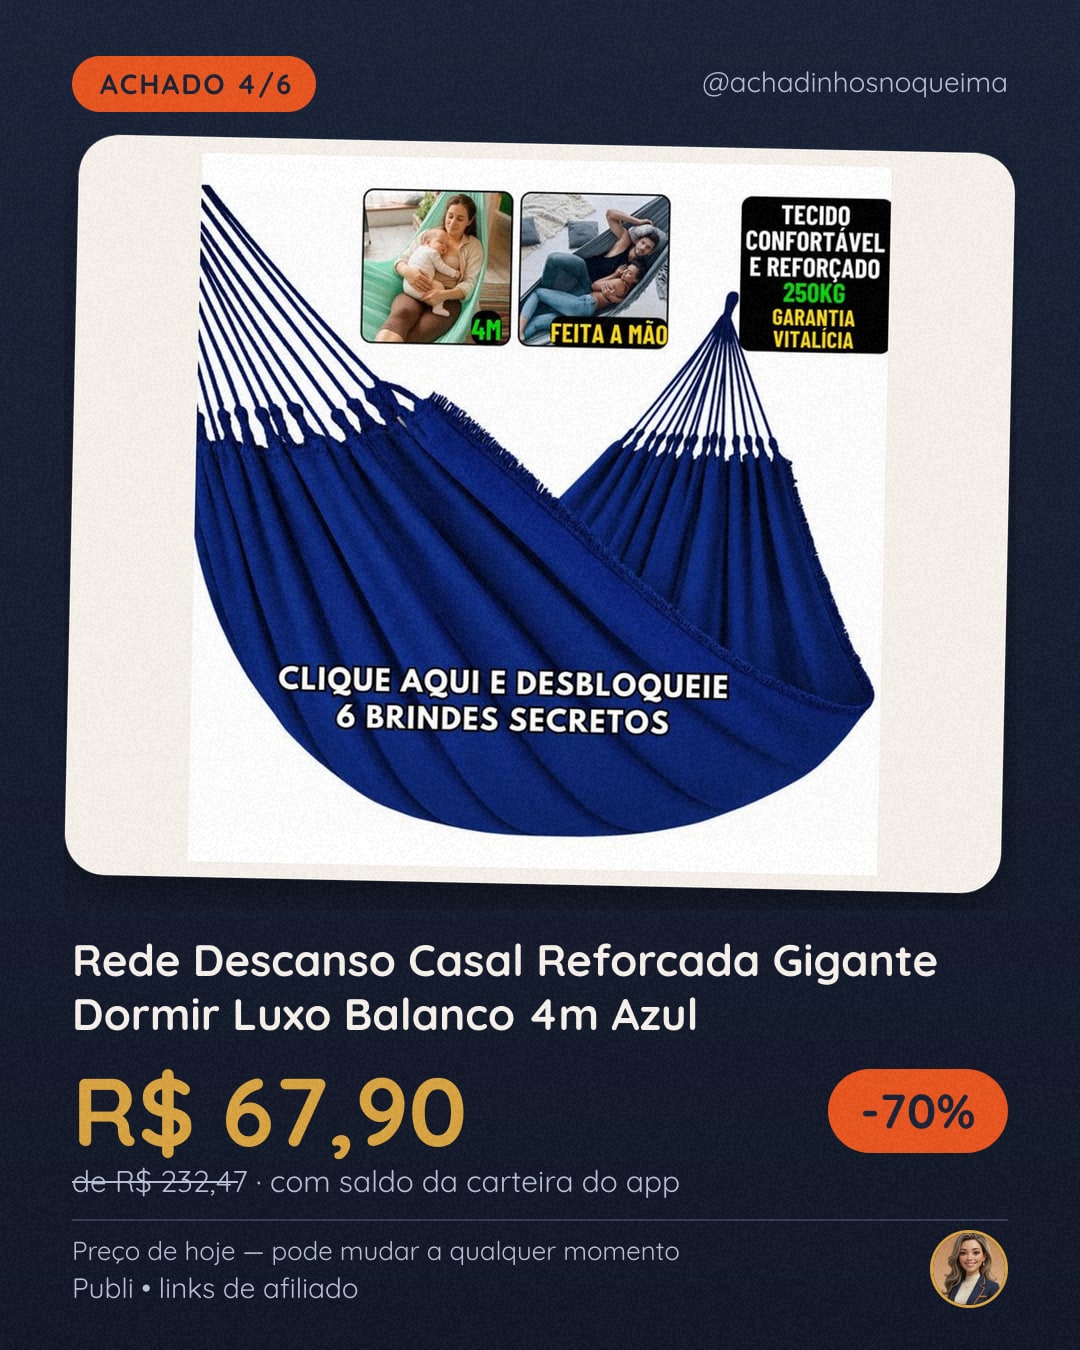 ACHADO 4/6
@achadinhosnoqueima
TECIDO
CONFORTÁVEL
E REFORÇADO
250KG
GARANTIA
VITALÍCIA
4M
FEITA A MÃO
CLIQUE AQUI E DESBLOQUEIE
6 BRINDES SECRETOS
Rede Descanso Casal Reforcada Gigante
Dormir Luxo Balanco 4m Azul
R$ 67,90
-70%
de R$ 232,47 · com saldo da carteira do app
Preço de hoje — pode mudar a qualquer momento
Publi • links de afiliado